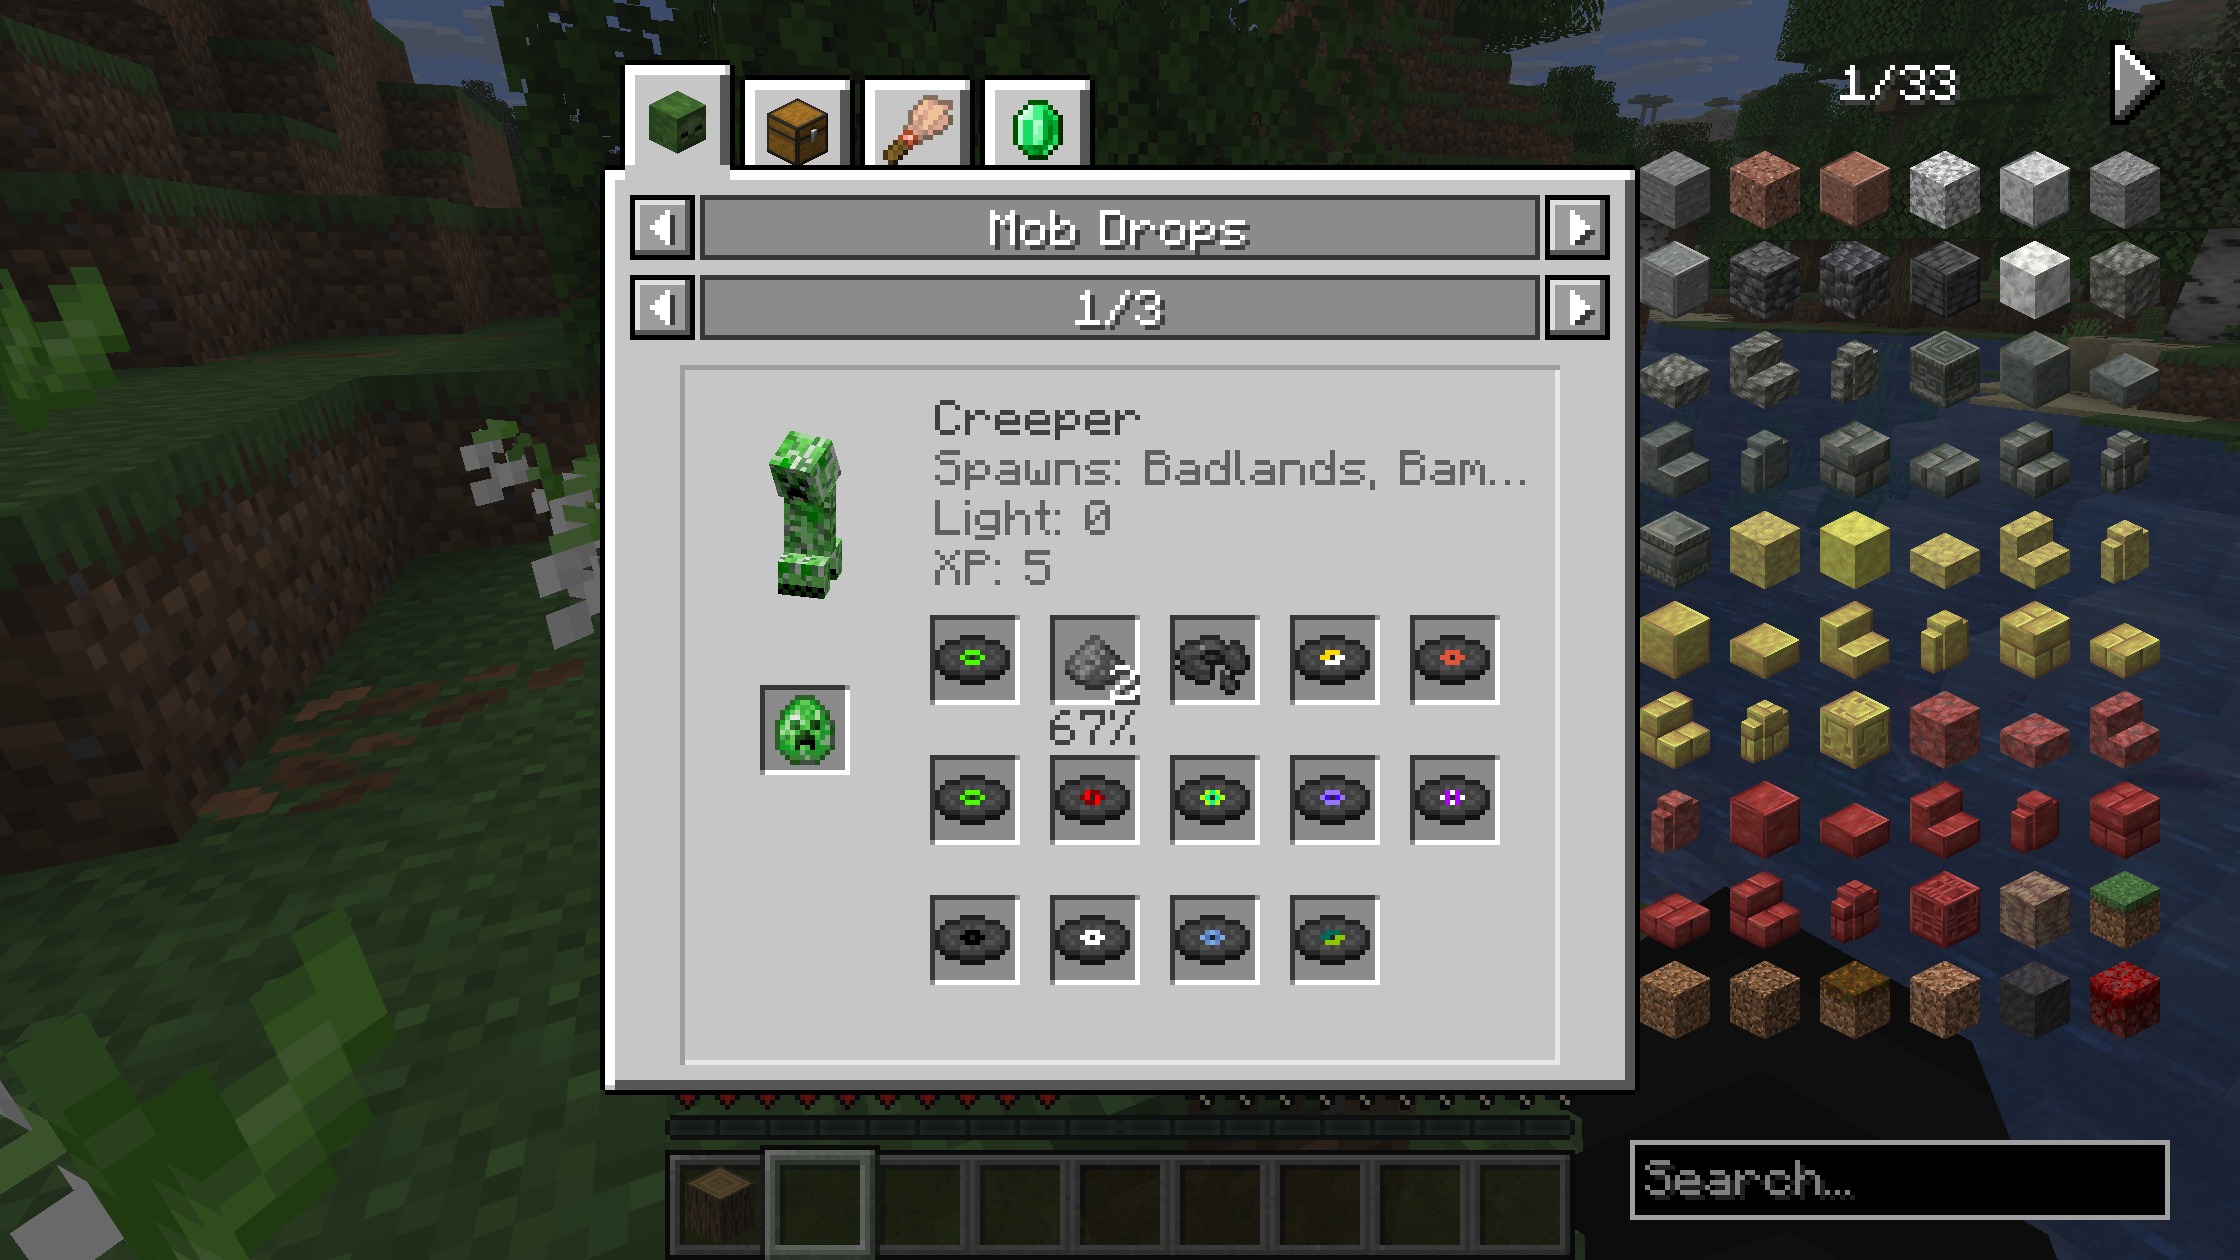 1/33
Mob Drops
1/3
Creeper
Spawns: Badlands, Bam...
Light: 0
XP: 5
2
67%
Search...